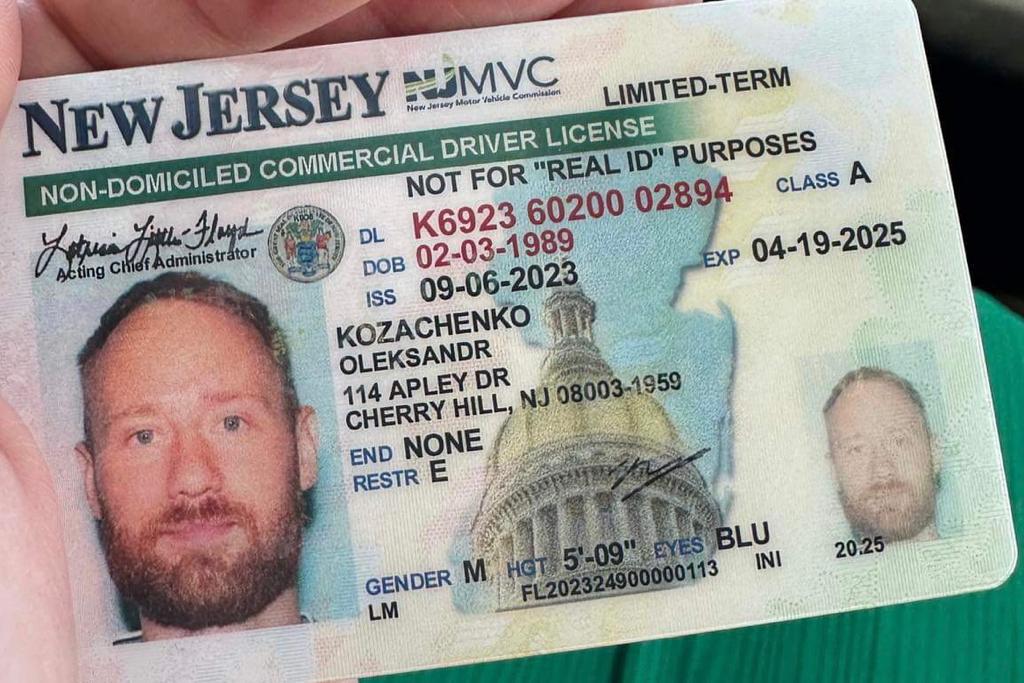 NEW JERSEY NJMVC LIMITED-TERM
New Jersey Motor Vehicle Commission
NON-DOMICILED COMMERCIAL DRIVER LICENSE
NOT FOR "REAL ID" PURPOSES
Acting Chief Administrator
DL K6923 60200 02894 CLASS A
DOB 02-03-1989
ISS 09-06-2023 EXP 04-19-2025
KOZACHENKO
OLEKSANDR
114 APLEY DR
CHERRY HILL, NJ 08003-1959
END NONE
RESTR E
GENDER M HGT 5'-09" EYES BLU
LM FL202324900000113 INI 20.25